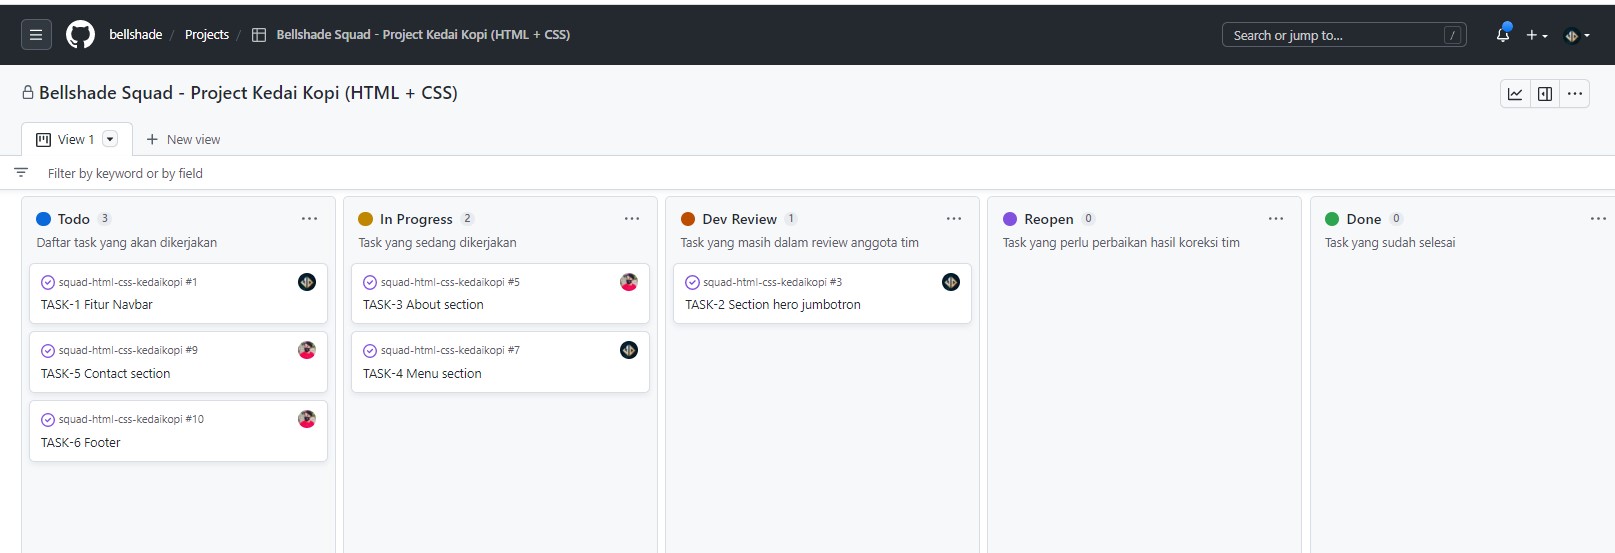 bellshade / Projects / Bellshade Squad - Project Kedai Kopi (HTML + CSS)
Search or jump to... /
Bellshade Squad - Project Kedai Kopi (HTML + CSS)
View 1
New view
Filter by keyword or by field
Todo 3
Daftar task yang akan dikerjakan
squad-html-css-kedaikopi #1
TASK-1 Fitur Navbar
squad-html-css-kedaikopi #9
TASK-5 Contact section
squad-html-css-kedaikopi #10
TASK-6 Footer
In Progress 2
Task yang sedang dikerjakan
squad-html-css-kedaikopi #5
TASK-3 About section
squad-html-css-kedaikopi #7
TASK-4 Menu section
Dev Review 1
Task yang masih dalam review anggota tim
squad-html-css-kedaikopi #3
TASK-2 Section hero jumbotron
Reopen 0
Task yang perlu perbaikan hasil koreksi tim
Done 0
Task yang sudah selesai